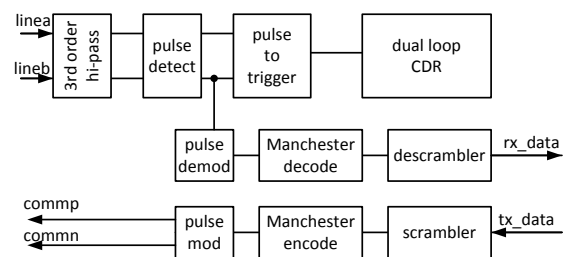 linea
lineb
3rd order
hi-pass
pulse
detect
pulse
to
trigger
dual loop
CDR
pulse
demod
Manchester
decode
descrambler
rx_data
commp
commn
pulse
mod
Manchester
encode
scrambler
tx_data